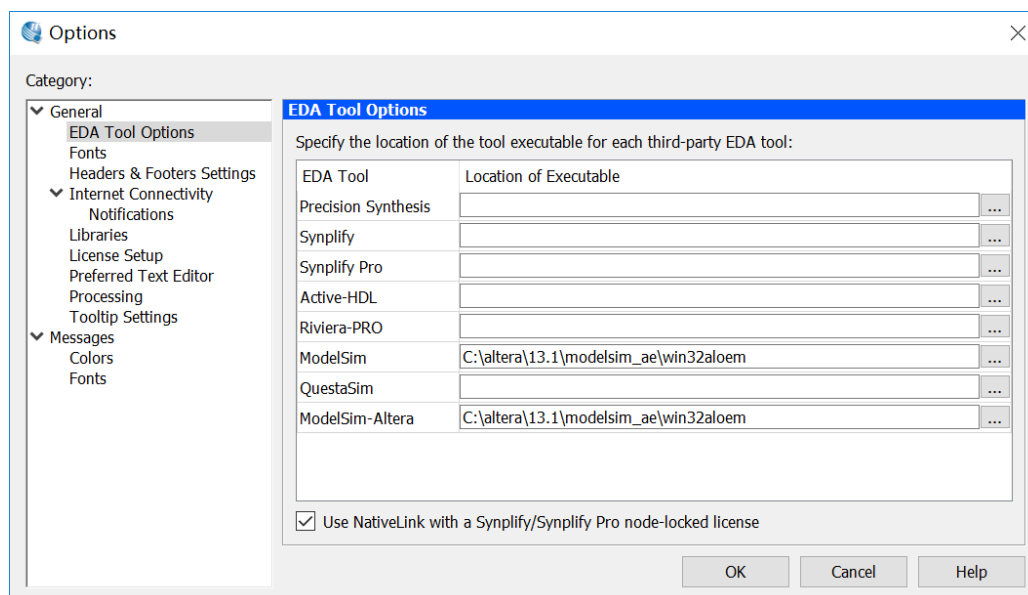 Options
Category:
General
EDA Tool Options
Fonts
Headers & Footers Settings
Internet Connectivity
Notifications
Libraries
License Setup
Preferred Text Editor
Processing
Tooltip Settings
Messages
Colors
Fonts
EDA Tool Options
Specify the location of the tool executable for each third-party EDA tool:
EDA Tool Location of Executable
Precision Synthesis ...
Synplify ...
Synplify Pro ...
Active-HDL ...
Riviera-PRO ...
ModelSim C:\altera\13.1\modelsim_ae\win32aloem ...
QuestaSim ...
ModelSim-Altera C:\altera\13.1\modelsim_ae\win32aloem ...
Use NativeLink with a Synplify/Synplify Pro node-locked license
OK Cancel Help